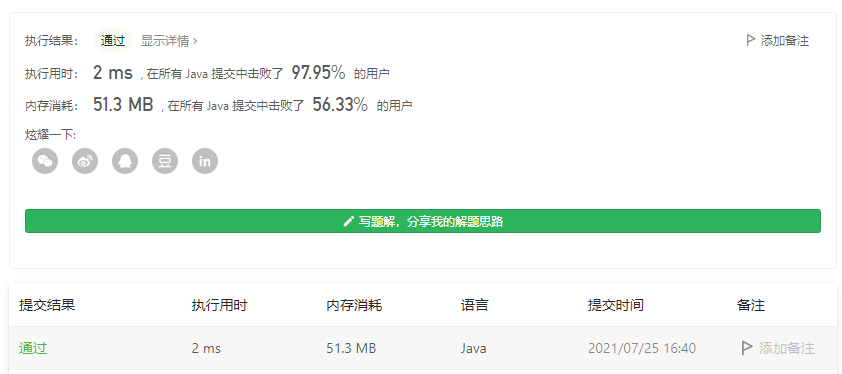 执行结果： 通过 显示详情 › 添加备注
执行用时： 2 ms , 在所有 Java 提交中击败了 97.95% 的用户
内存消耗： 51.3 MB , 在所有 Java 提交中击败了 56.33% 的用户
炫耀一下:
豆 in
写题解，分享我的解题思路
提交结果 执行用时 内存消耗 语言 提交时间 备注
通过 2 ms 51.3 MB Java 2021/07/25 16:40 添加备注